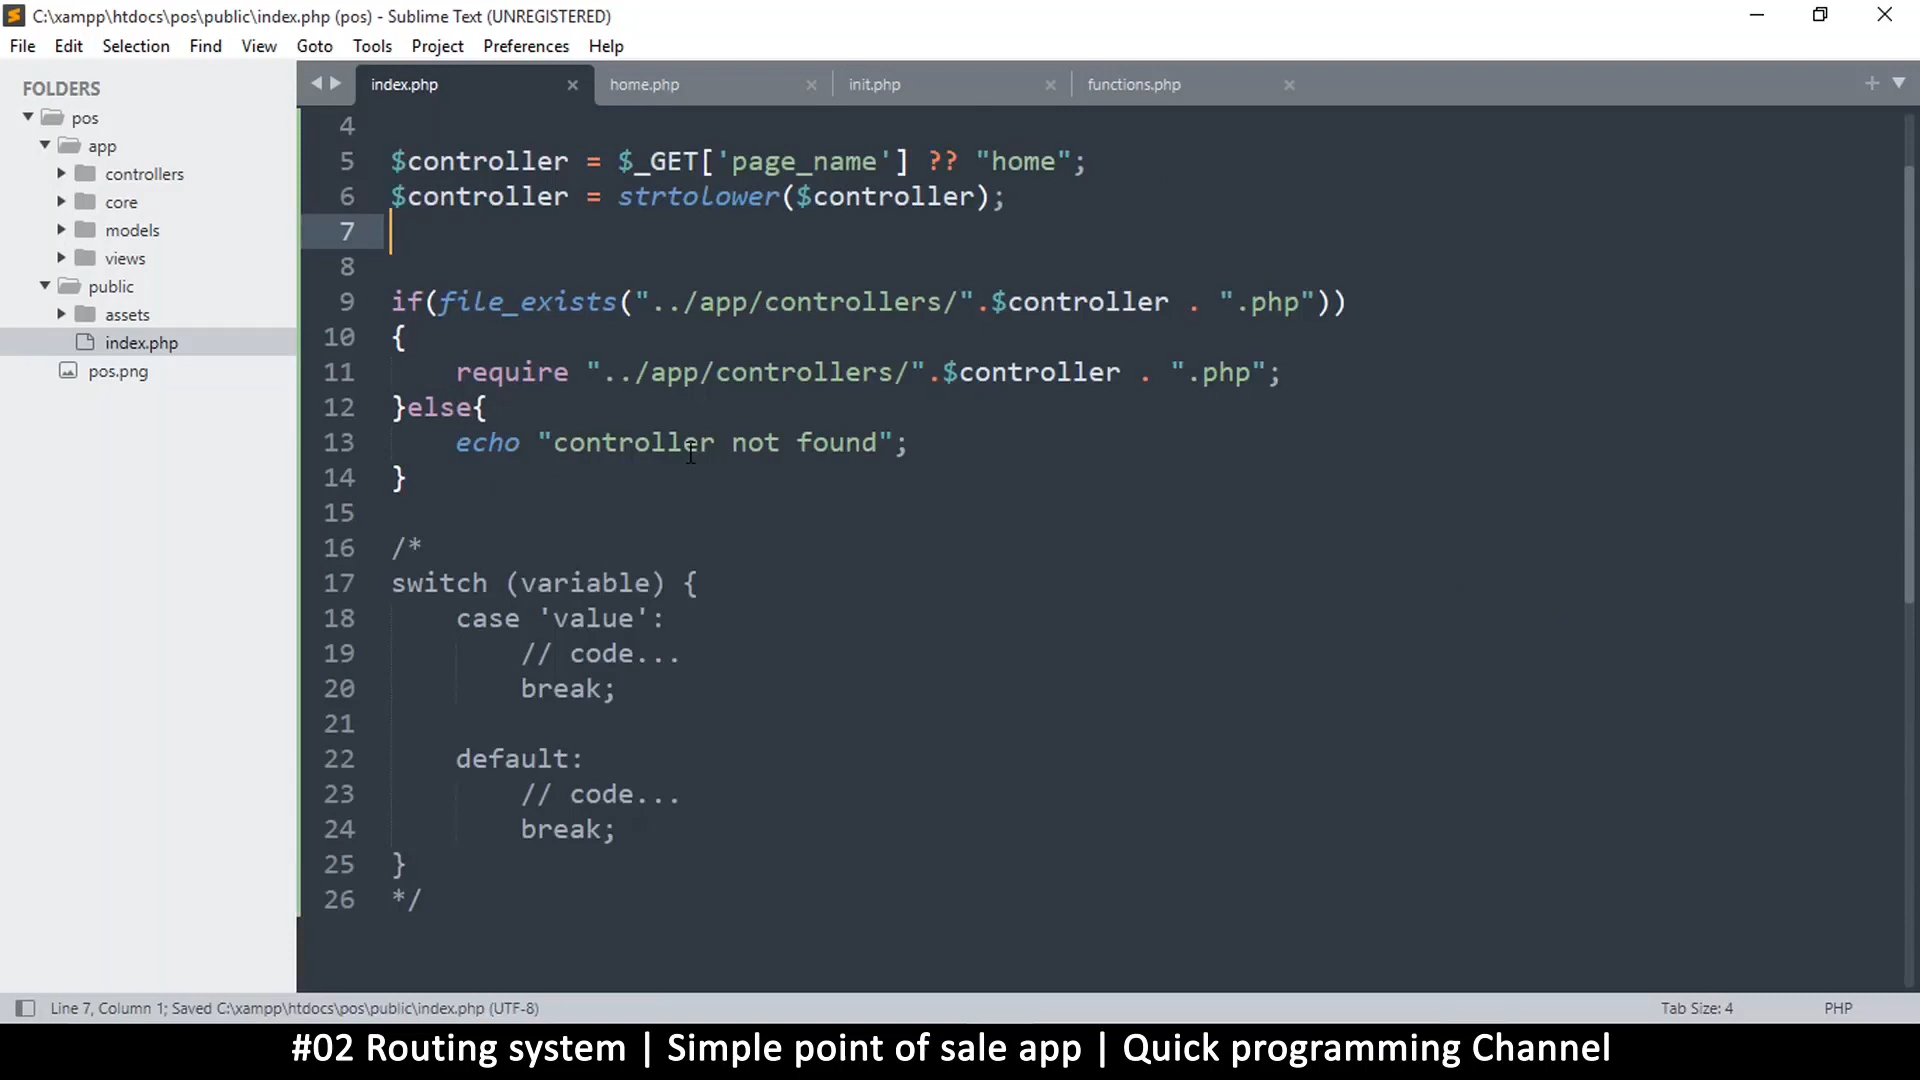 C:\xampp\htdocs\pos\public\index.php (pos) - Sublime Text (UNREGISTERED)
File Edit Selection Find View Goto Tools Project Preferences Help
FOLDERS
pos
app
controllers
core
models
views
public
assets
index.php
pos.png
index.php home.php init.php functions.php
4
5 $controller = $_GET['page_name'] ?? "home";
6 $controller = strtolower($controller);
7
8
9 if(file_exists("../app/controllers/".$controller . ".php"))
10 {
11 require "../app/controllers/".$controller . ".php";
12 }else{
13 echo "controller not found";
14 }
15
16 /*
17 switch (variable) {
18 case 'value':
19 // code...
20 break;
21
22 default:
23 // code...
24 break;
25 }
26 */
Line 7, Column 1; Saved C:\xampp\htdocs\pos\public\index.php (UTF-8) Tab Size: 4 PHP
#02 Routing system | Simple point of sale app | Quick programming Channel